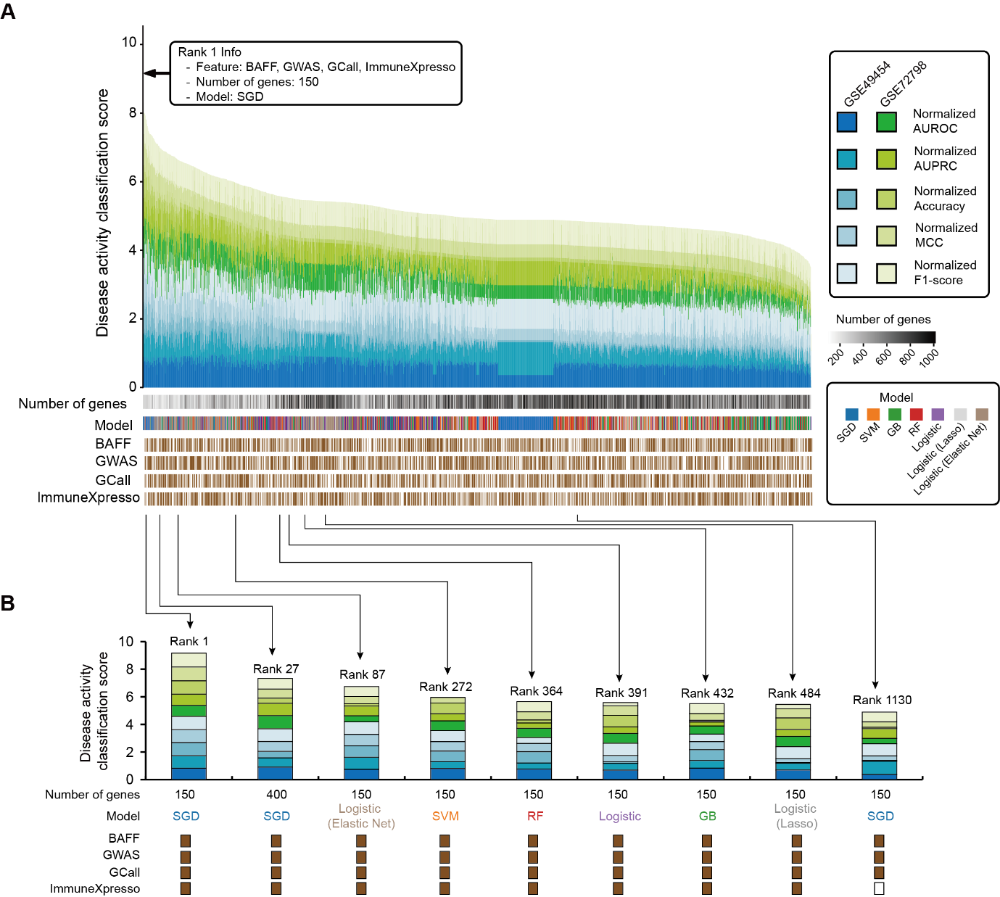 A
Disease activity classification score
10
8
6
4
2
0
Rank 1 Info
- Feature: BAFF, GWAS, GCall, ImmuneXpresso
- Number of genes: 150
- Model: SGD
GSE49454
GSE72798
Normalized
AUROC
Normalized
AUPRC
Normalized
Accuracy
Normalized
MCC
Normalized
F1-score
Number of genes
200
400
600
800
1000
Model
SGD
SVM
GB
RF
Logistic
Logistic (Lasso)
Logistic (Elastic Net)
Number of genes
Model
BAFF
GWAS
GCall
ImmuneXpresso
B
Disease activity
classification score
10
8
6
4
2
0
Rank 1
Rank 27
Rank 87
Rank 272
Rank 364
Rank 391
Rank 432
Rank 484
Rank 1130
Number of genes 150 400 150 150 150 150 150 150 150
Model SGD SGD Logistic
(Elastic Net) SVM RF Logistic GB Logistic
(Lasso) SGD
BAFF
GWAS
GCall
ImmuneXpresso